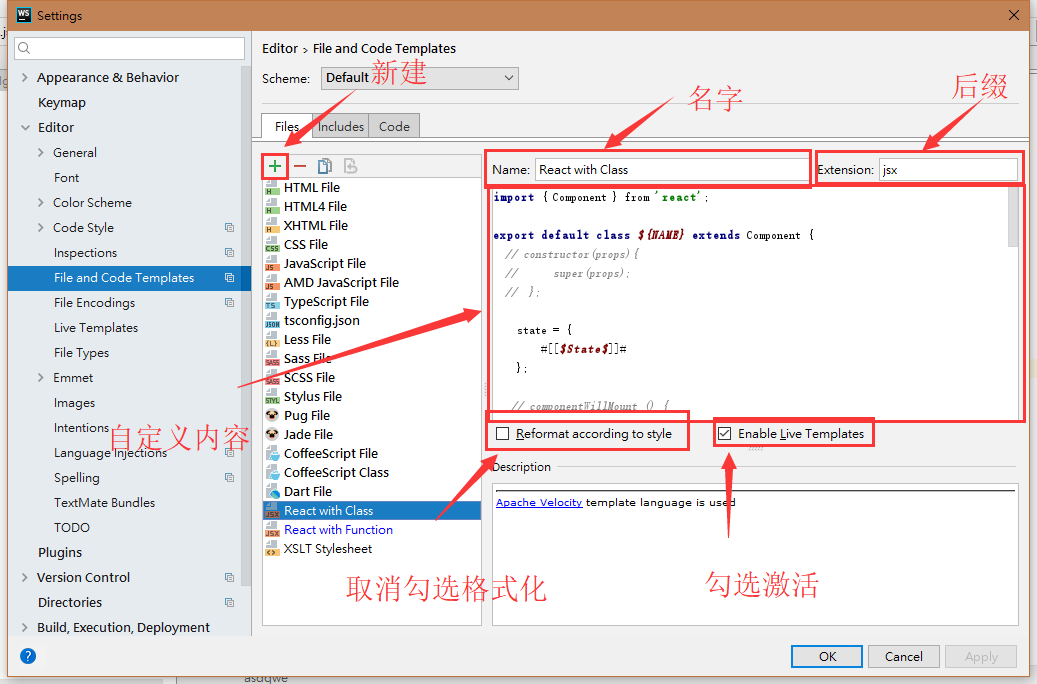 WS Settings
Editor › File and Code Templates
Scheme: Default
新建
名字
后缀
Appearance & Behavior
Keymap
Editor
General
Font
Color Scheme
Code Style
Inspections
File and Code Templates
File Encodings
Live Templates
File Types
Emmet
Images
Intentions
Language Injections
Spelling
TextMate Bundles
TODO
Plugins
Version Control
Directories
Build, Execution, Deployment
自定义内容
Files Includes Code
HTML File
HTML4 File
XHTML File
CSS File
JavaScript File
AMD JavaScript File
TypeScript File
tsconfig.json
Less File
Sass File
SCSS File
Stylus File
Pug File
Jade File
CoffeeScript File
CoffeeScript Class
Dart File
React with Class
React with Function
XSLT Stylesheet
Name: React with Class
Extension: jsx
import { Component } from 'react';
export default class ${NAME} extends Component {
// constructor(props){
//     super(props);
// };
state = {
#[[$State$]]#
};
// componentWillMount () {
Reformat according to style
Enable Live Templates
Description
Apache Velocity template language is used
取消勾选格式化
勾选激活
OK Cancel Apply
asdqwe